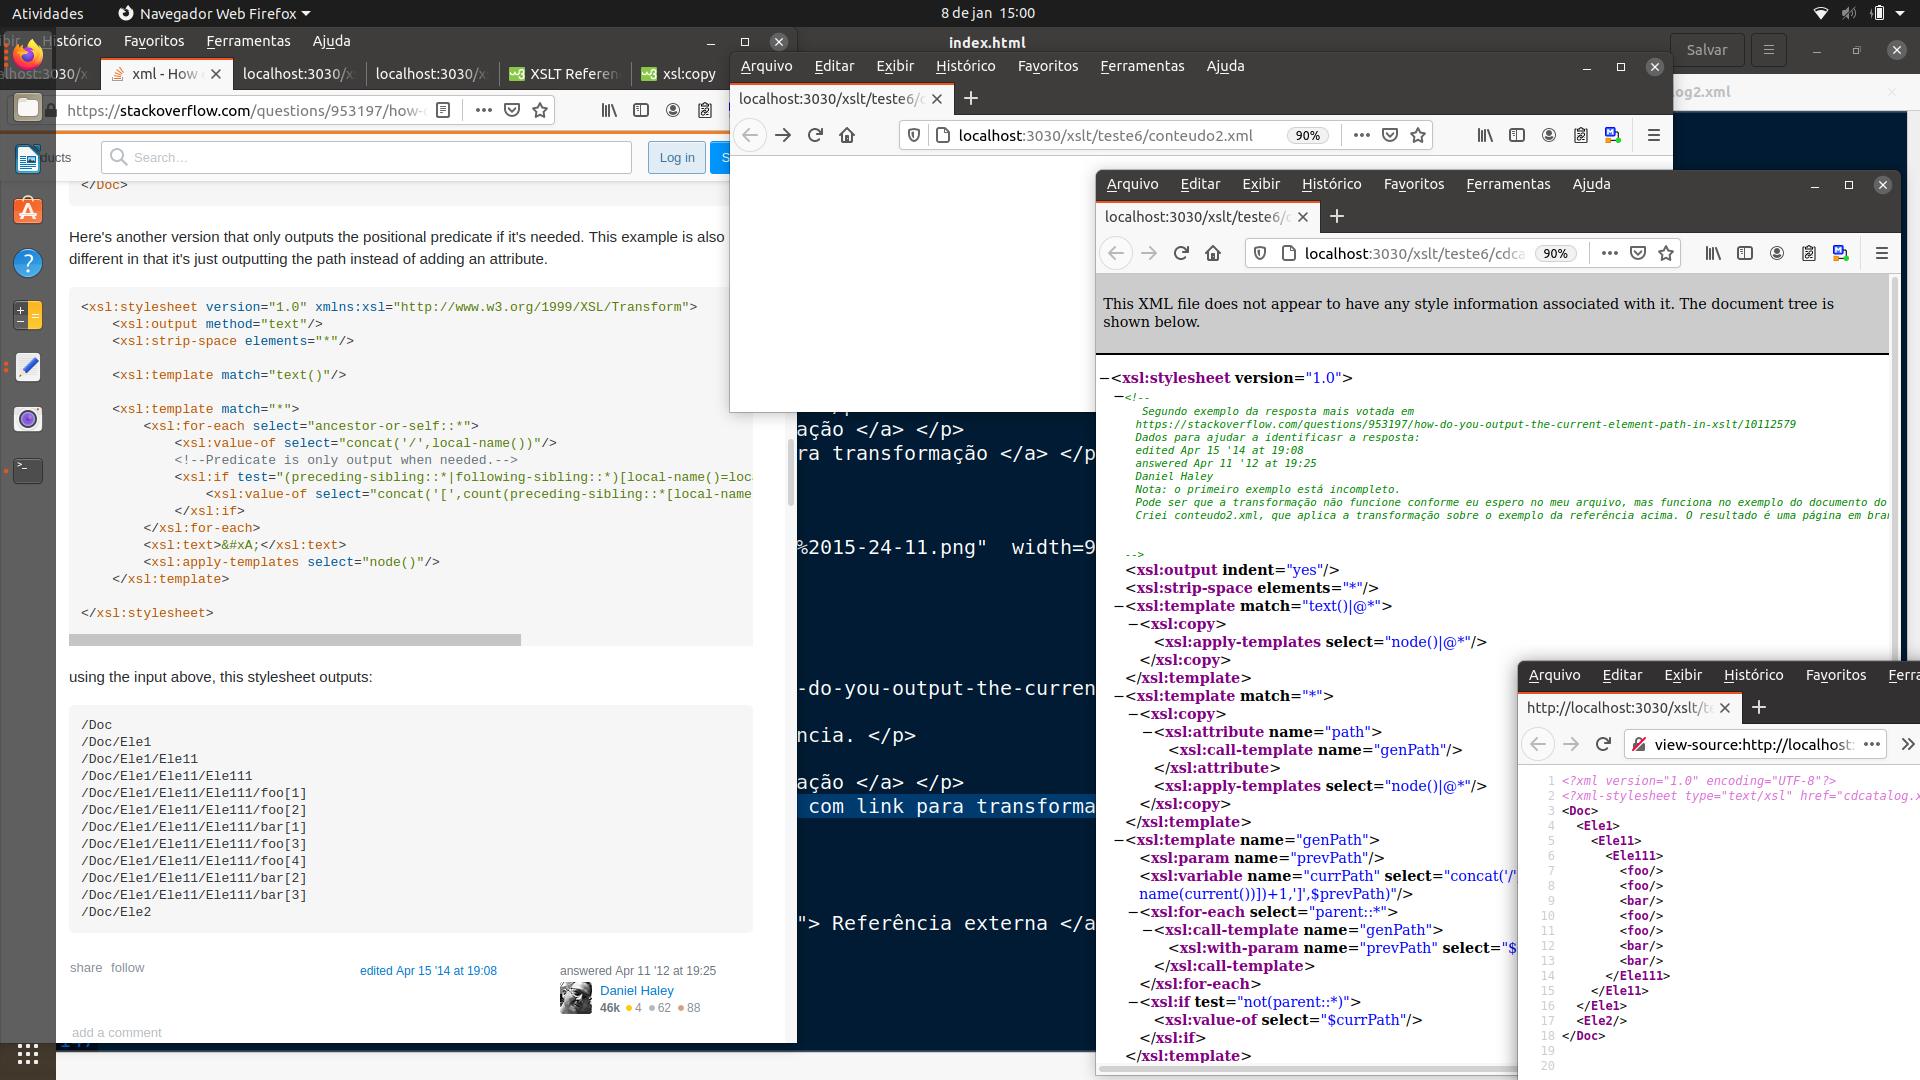 Atividades
Navegador Web Firefox
8 de jan 15:00
Histórico Favoritos Ferramentas Ajuda
localhost:3030/x
xml - How
localhost:3030/x
localhost:3030/x
XSLT Referen
xsl:copy
https://stackoverflow.com/questions/953197/how-
ducts
Search...
Log in
S
</Doc>
Here's another version that only outputs the positional predicate if it's needed. This example is also
different in that it's just outputting the path instead of adding an attribute.
<xsl:stylesheet version="1.0" xmlns:xsl="http://www.w3.org/1999/XSL/Transform">
<xsl:output method="text"/>
<xsl:strip-space elements="*"/>
<xsl:template match="text()"/>
<xsl:template match="*">
<xsl:for-each select="ancestor-or-self::*">
<xsl:value-of select="concat('/',local-name())"/>
<!--Predicate is only output when needed.-->
<xsl:if test="(preceding-sibling::*|following-sibling::*)[local-name()=loc
<xsl:value-of select="concat('[',count(preceding-sibling::*[local-name
</xsl:if>
</xsl:for-each>
<xsl:text>&#xA;</xsl:text>
<xsl:apply-templates select="node()"/>
</xsl:template>
</xsl:stylesheet>
using the input above, this stylesheet outputs:
/Doc
/Doc/Ele1
/Doc/Ele1/Ele11
/Doc/Ele1/Ele11/Ele111
/Doc/Ele1/Ele11/Ele111/foo[1]
/Doc/Ele1/Ele11/Ele111/foo[2]
/Doc/Ele1/Ele11/Ele111/bar[1]
/Doc/Ele1/Ele11/Ele111/foo[3]
/Doc/Ele1/Ele11/Ele111/foo[4]
/Doc/Ele1/Ele11/Ele111/bar[2]
/Doc/Ele1/Ele11/Ele111/bar[3]
/Doc/Ele2
share follow
edited Apr 15 '14 at 19:08
answered Apr 11 '12 at 19:25
Daniel Haley
46k 4 62 88
add a comment
index.html
Salvar
log2.xml
Arquivo Editar Exibir Histórico Favoritos Ferramentas Ajuda
localhost:3030/xslt/teste6/c
localhost:3030/xslt/teste6/conteudo2.xml
90%
ação </a> </p>
ra transformação </a> </p
%2015-24-11.png" width=9
-do-you-output-the-curren
ncia. </p>
ação </a> </p>
com link para transforma
"> Referência externa </a
Arquivo Editar Exibir Histórico Favoritos Ferramentas Ajuda
localhost:3030/xslt/teste6/c
localhost:3030/xslt/teste6/cdca
90%
This XML file does not appear to have any style information associated with it. The document tree is
shown below.
−<xsl:stylesheet version="1.0">
−<!--
Segundo exemplo da resposta mais votada em
https://stackoverflow.com/questions/953197/how-do-you-output-the-current-element-path-in-xslt/10112579
Dados para ajudar a identificasr a resposta:
edited Apr 15 '14 at 19:08
answered Apr 11 '12 at 19:25
Daniel Haley
Nota: o primeiro exemplo está incompleto.
Pode ser que a transformação não funcione conforme eu espero no meu arquivo, mas funciona no exemplo do documento do
Criei conteudo2.xml, que aplica a transformação sobre o exemplo da referência acima. O resultado é uma página em bran
-->
<xsl:output indent="yes"/>
<xsl:strip-space elements="*"/>
−<xsl:template match="text()|@*">
−<xsl:copy>
<xsl:apply-templates select="node()|@*"/>
</xsl:copy>
</xsl:template>
−<xsl:template match="*">
−<xsl:copy>
−<xsl:attribute name="path">
<xsl:call-template name="genPath"/>
</xsl:attribute>
<xsl:apply-templates select="node()|@*"/>
</xsl:copy>
</xsl:template>
−<xsl:template name="genPath">
<xsl:param name="prevPath"/>
<xsl:variable name="currPath" select="concat('/'
name(current())])+1,']',$prevPath)"/>
−<xsl:for-each select="parent::*">
−<xsl:call-template name="genPath">
<xsl:with-param name="prevPath" select="$
</xsl:call-template>
</xsl:for-each>
−<xsl:if test="not(parent::*)">
<xsl:value-of select="$currPath"/>
</xsl:if>
</xsl:template>
Arquivo Editar Exibir Histórico Favoritos Ferra
http://localhost:3030/xslt/t
view-source:http://localhost:
1 <?xml version="1.0" encoding="UTF-8"?>
2 <?xml-stylesheet type="text/xsl" href="cdcatalog.x
3 <Doc>
4 <Ele1>
5 <Ele11>
6 <Ele111>
7 <foo/>
8 <foo/>
9 <bar/>
10 <foo/>
11 <foo/>
12 <bar/>
13 <bar/>
14 </Ele111>
15 </Ele11>
16 </Ele1>
17 <Ele2/>
18 </Doc>
19
20